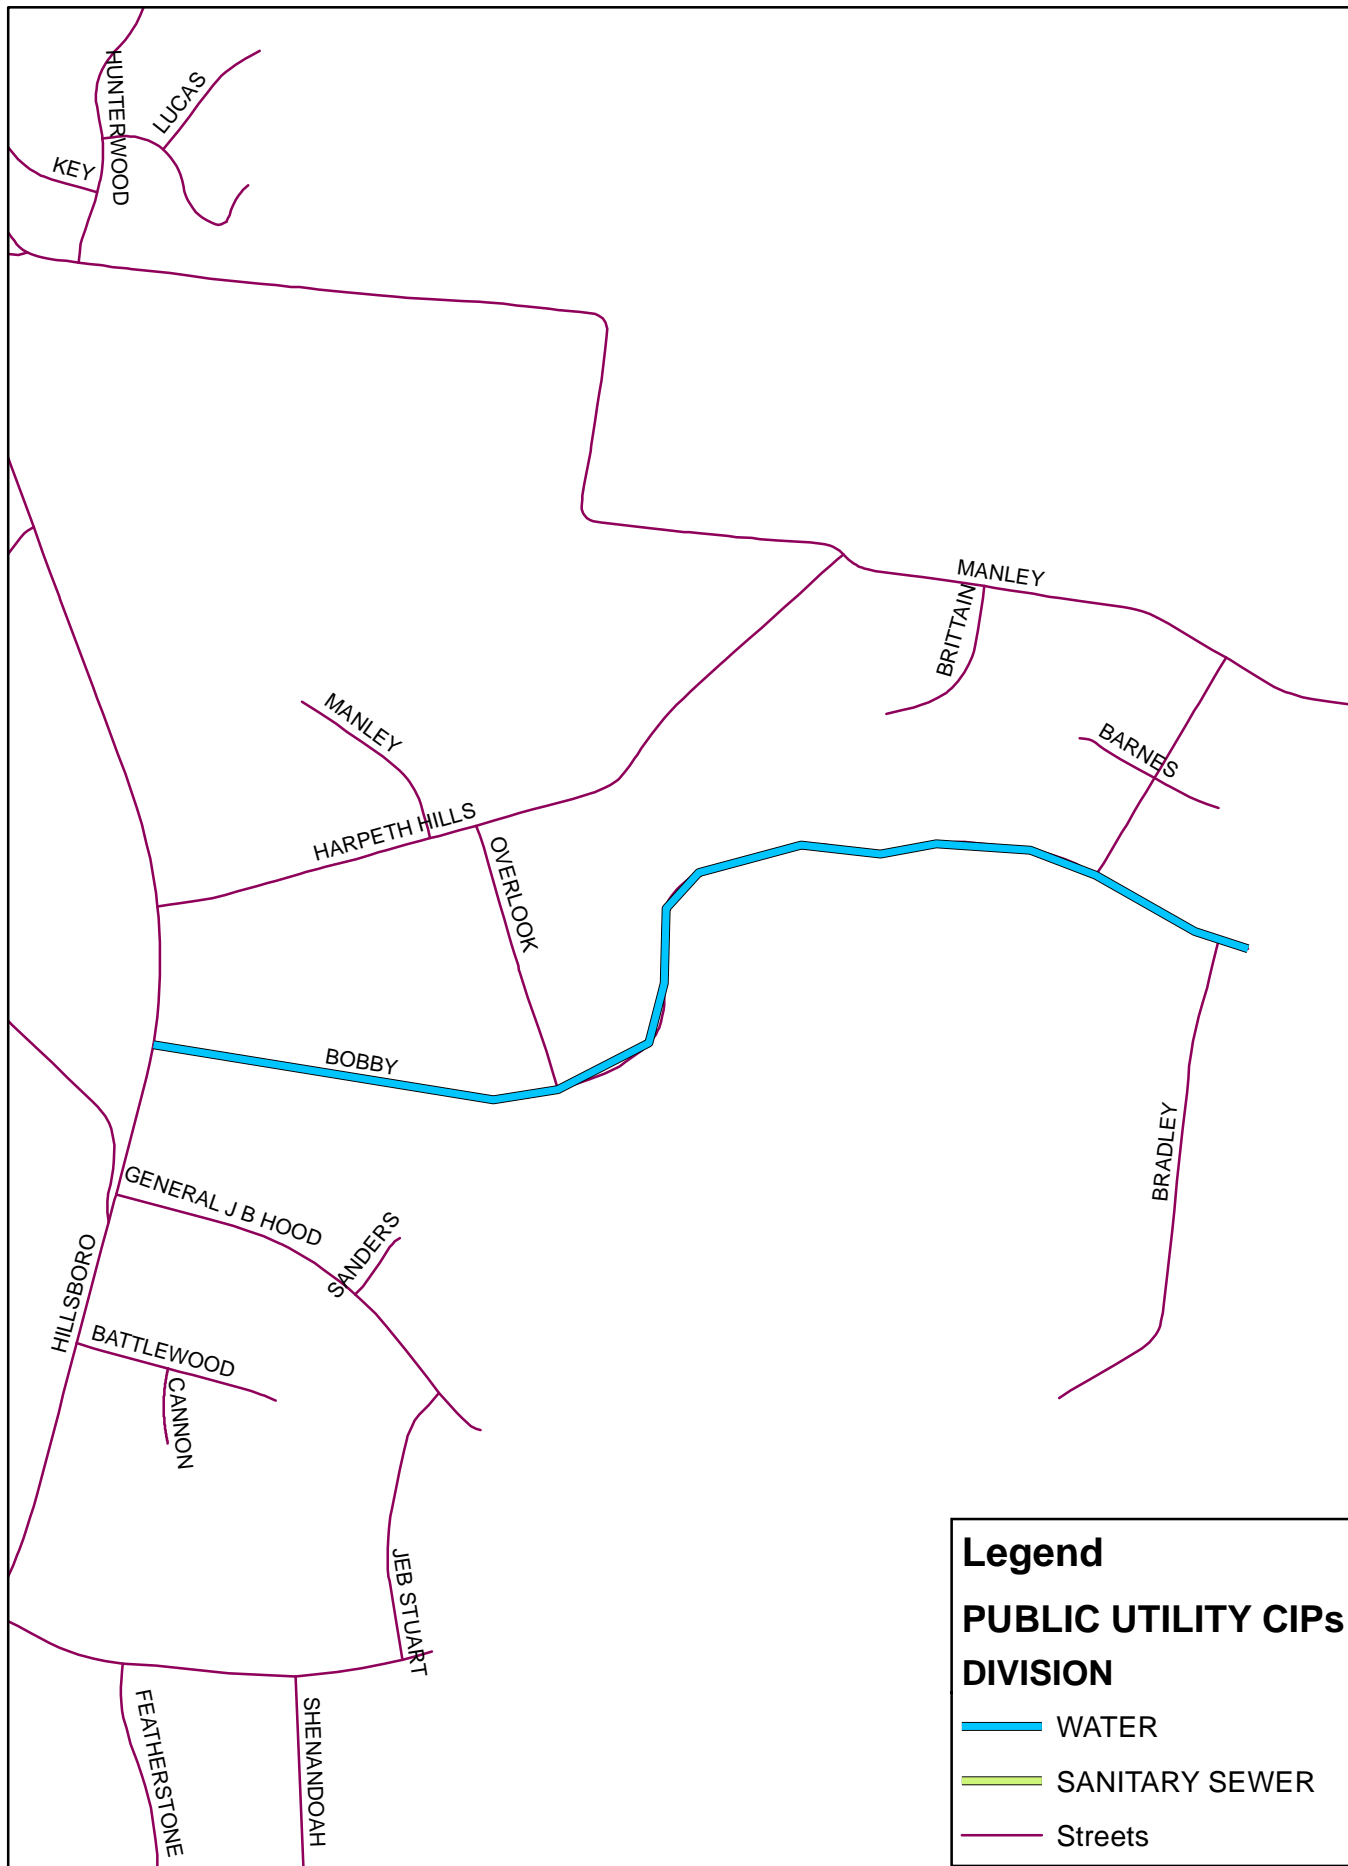 HUNTERWOOD
LUCAS
KEY
MANLEY
BRITTAIN
MANLEY
BARNES
HARPETH HILLS
OVERLOOK
BOBBY
BRADLEY
GENERAL J B HOOD
SANDERS
HILLSBORO
BATTLEWOOD
CANNON
JEB STUART
FEATHERSTONE
SHENANDOAH
Legend
PUBLIC UTILITY CIPs
DIVISION
WATER
SANITARY SEWER
Streets